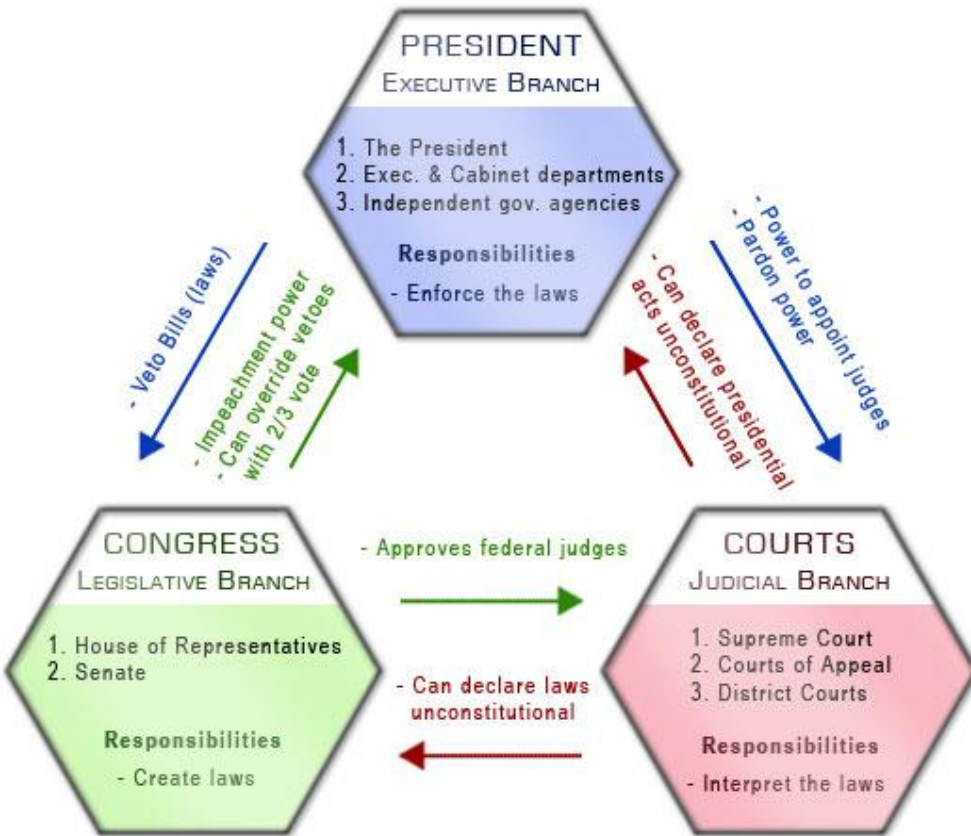 PRESIDENT
EXECUTIVE BRANCH
1. The President
2. Exec. & Cabinet departments
3. Independent gov. agencies
Responsibilities
- Enforce the laws
- Veto Bills (laws)
- Impeachment power
- Can override vetoes
with 2/3 vote
- Can declare presidential
acts unconstitutional
- Power to appoint judges
- Pardon power
CONGRESS
LEGISLATIVE BRANCH
1. House of Representatives
2. Senate
Responsibilities
- Create laws
- Approves federal judges
- Can declare laws
unconstitutional
COURTS
JUDICIAL BRANCH
1. Supreme Court
2. Courts of Appeal
3. District Courts
Responsibilities
- Interpret the laws